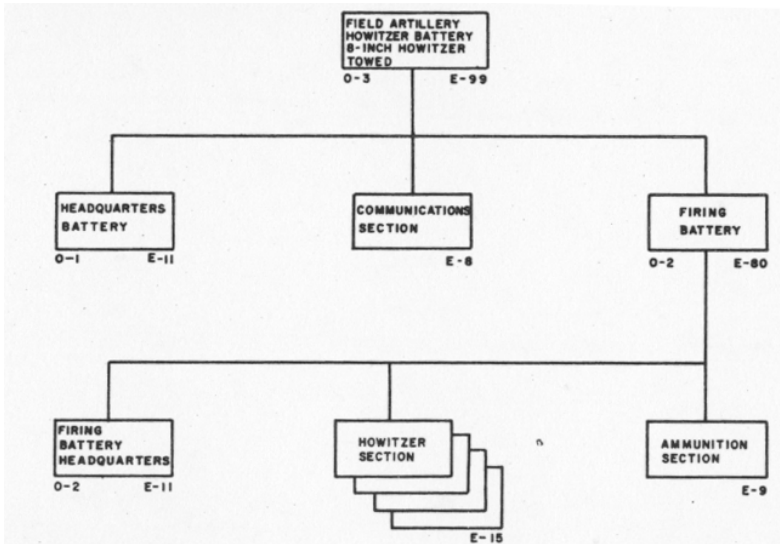 FIELD ARTILLERY
HOWITZER BATTERY
8-INCH HOWITZER
TOWED
O-3 E-99
HEADQUARTERS
BATTERY
O-1 E-11
COMMUNICATIONS
SECTION
E-8
FIRING
BATTERY
O-2 E-80
FIRING
BATTERY
HEADQUARTERS
O-2 E-11
HOWITZER
SECTION
E-15
AMMUNITION
SECTION
E-9